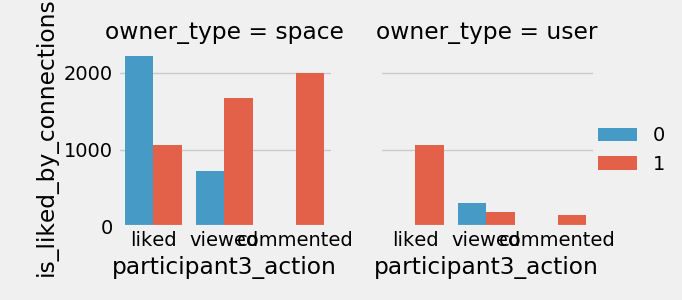 owner_type = space
owner_type = user
is_liked_by_connections
2000
1000
0
liked
viewed
commented
liked
viewed
commented
participant3_action
participant3_action
0
1